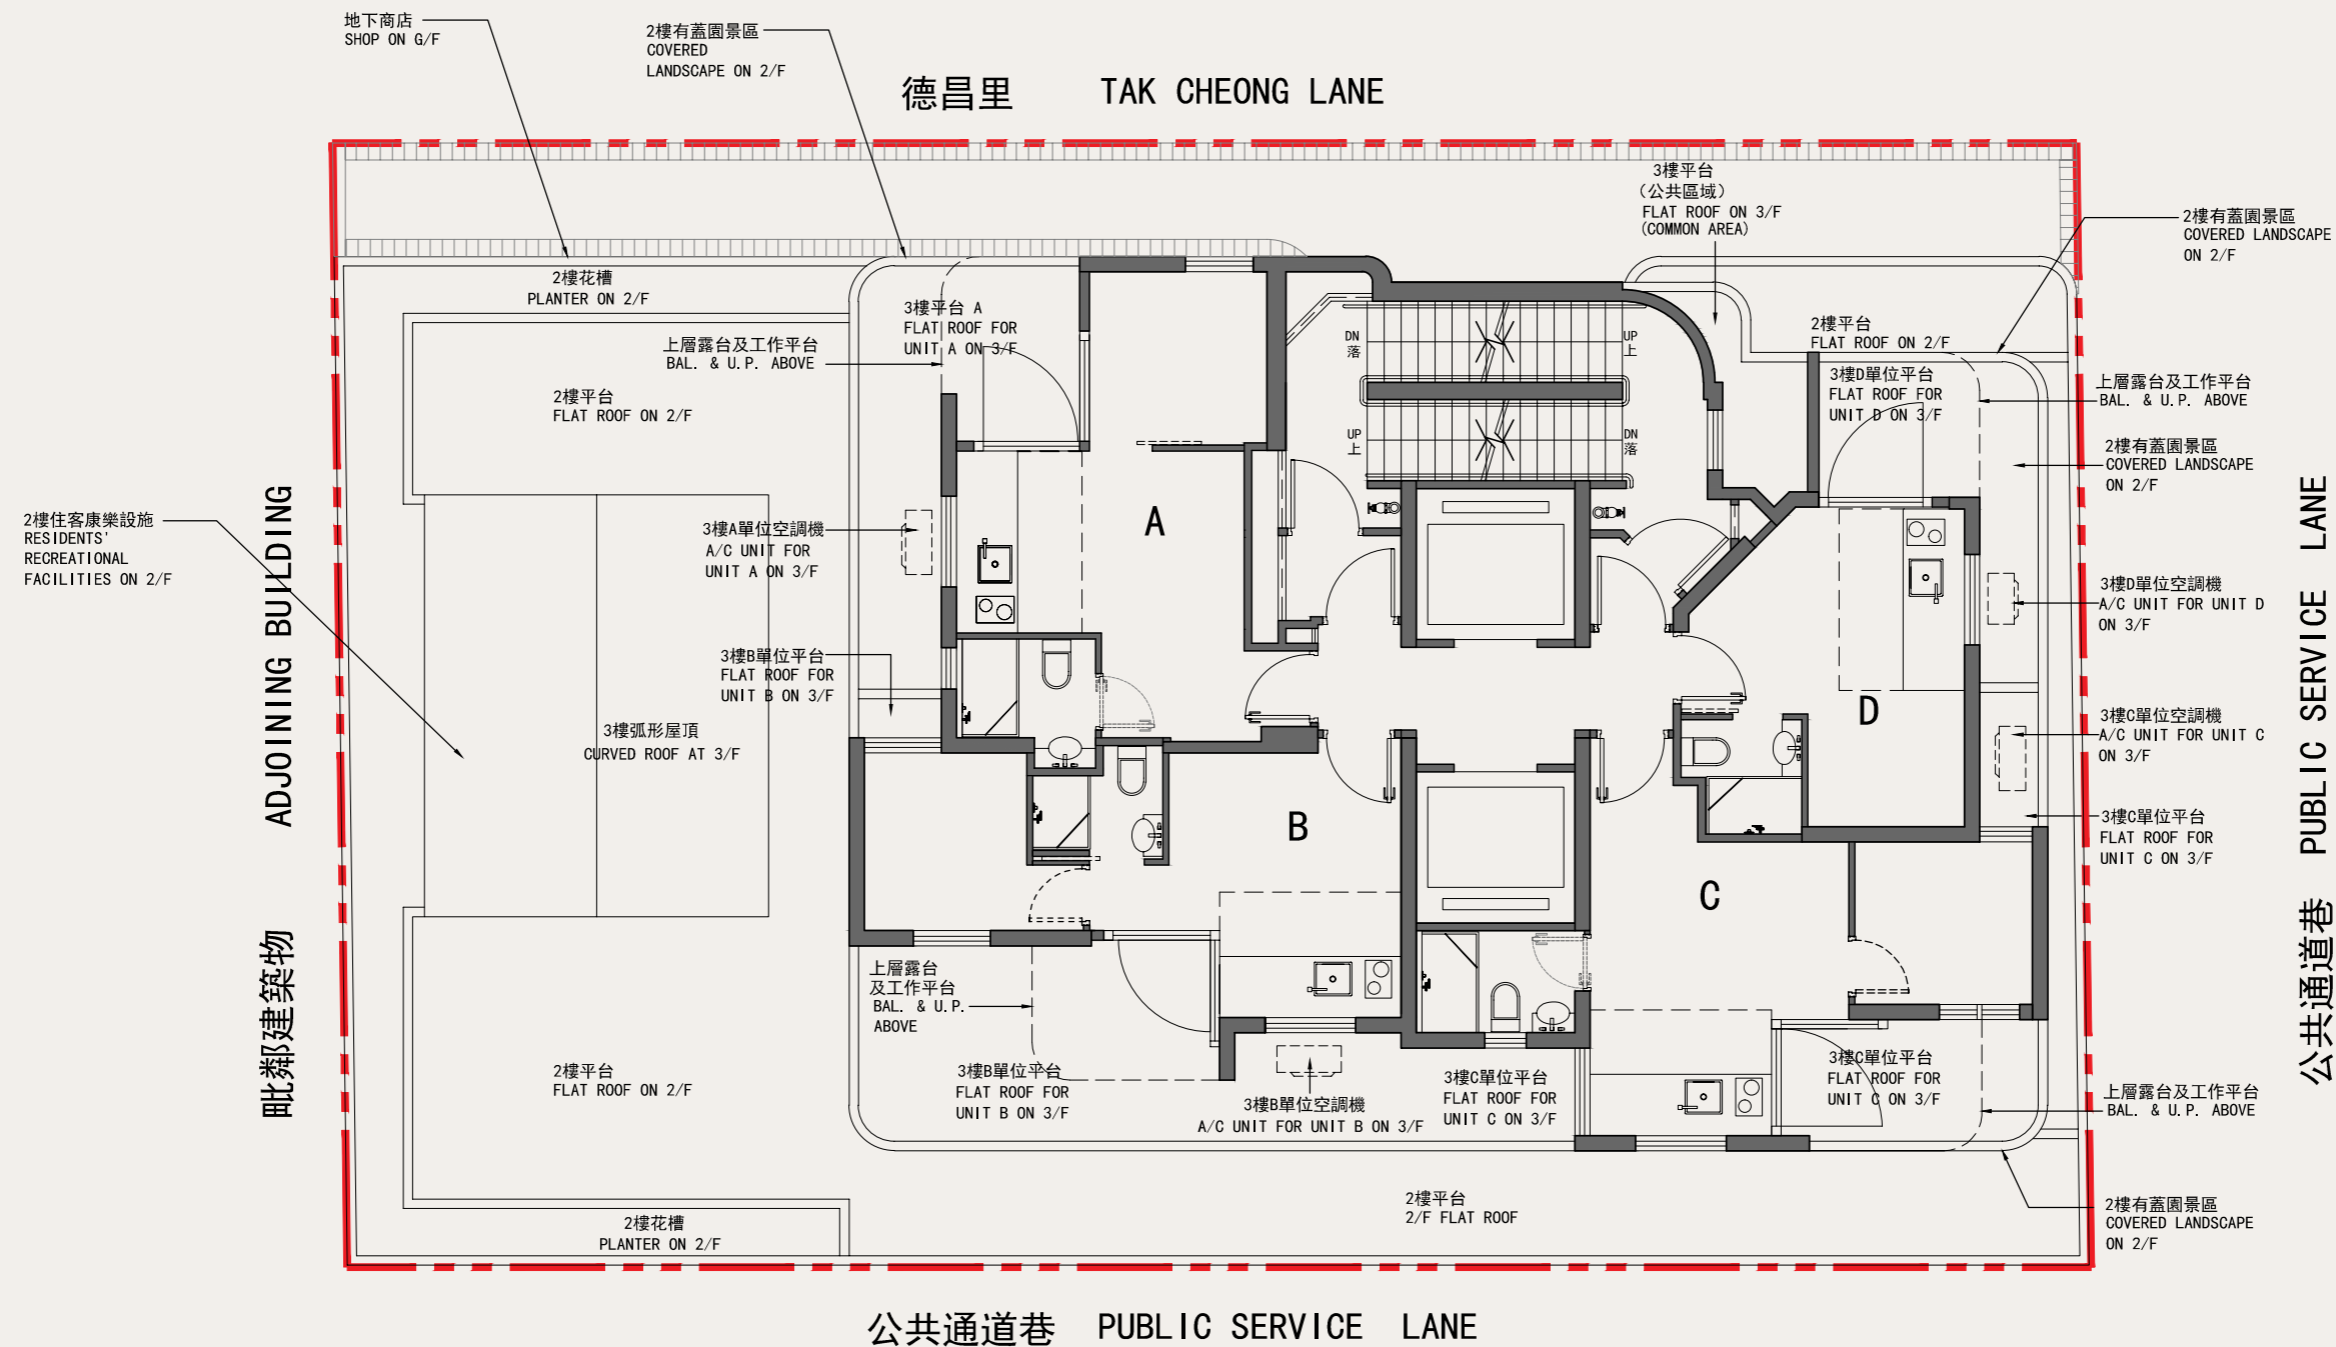 地下商店
SHOP ON G/F
2樓有蓋園景區
COVERED
LANDSCAPE ON 2/F
德昌里 TAK CHEONG LANE
3樓平台
(公共區域)
FLAT ROOF ON 3/F
(COMMON AREA)
2樓有蓋園景區
COVERED LANDSCAPE
ON 2/F
2樓花槽
PLANTER ON 2/F
3樓平台 A
FLAT ROOF FOR
UNIT A ON 3/F
上層露台及工作平台
BAL. & U.P. ABOVE
DN
落
UP
上
2樓平台
FLAT ROOF ON 2/F
3樓D單位平台
FLAT ROOF FOR
UNIT D ON 3/F
上層露台及工作平台
BAL. & U.P. ABOVE
2樓平台
FLAT ROOF ON 2/F
UP
上
DN
落
2樓有蓋園景區
COVERED LANDSCAPE
ON 2/F
2樓住客康樂設施
RESIDENTS'
RECREATIONAL
FACILITIES ON 2/F
3樓A單位空調機
A/C UNIT FOR
UNIT A ON 3/F
A
3樓D單位空調機
A/C UNIT FOR UNIT D
ON 3/F
3樓B單位平台
FLAT ROOF FOR
UNIT B ON 3/F
D
3樓弧形屋頂
CURVED ROOF AT 3/F
3樓C單位空調機
A/C UNIT FOR UNIT C
ON 3/F
B
3樓C單位平台
FLAT ROOF FOR
UNIT C ON 3/F
C
毗鄰建築物 ADJOINING BUILDING
公共通道巷 PUBLIC SERVICE LANE
上層露台
及工作平台
BAL. & U.P.
ABOVE
2樓平台
FLAT ROOF ON 2/F
3樓B單位平台
FLAT ROOF FOR
UNIT B ON 3/F
3樓B單位空調機
A/C UNIT FOR UNIT B ON 3/F
3樓C單位平台
FLAT ROOF FOR
UNIT C ON 3/F
3樓C單位平台
FLAT ROOF FOR
UNIT C ON 3/F
上層露台及工作平台
BAL. & U.P. ABOVE
2樓平台
2/F FLAT ROOF
2樓花槽
PLANTER ON 2/F
2樓有蓋園景區
COVERED LANDSCAPE
ON 2/F
公共通道巷 PUBLIC SERVICE LANE